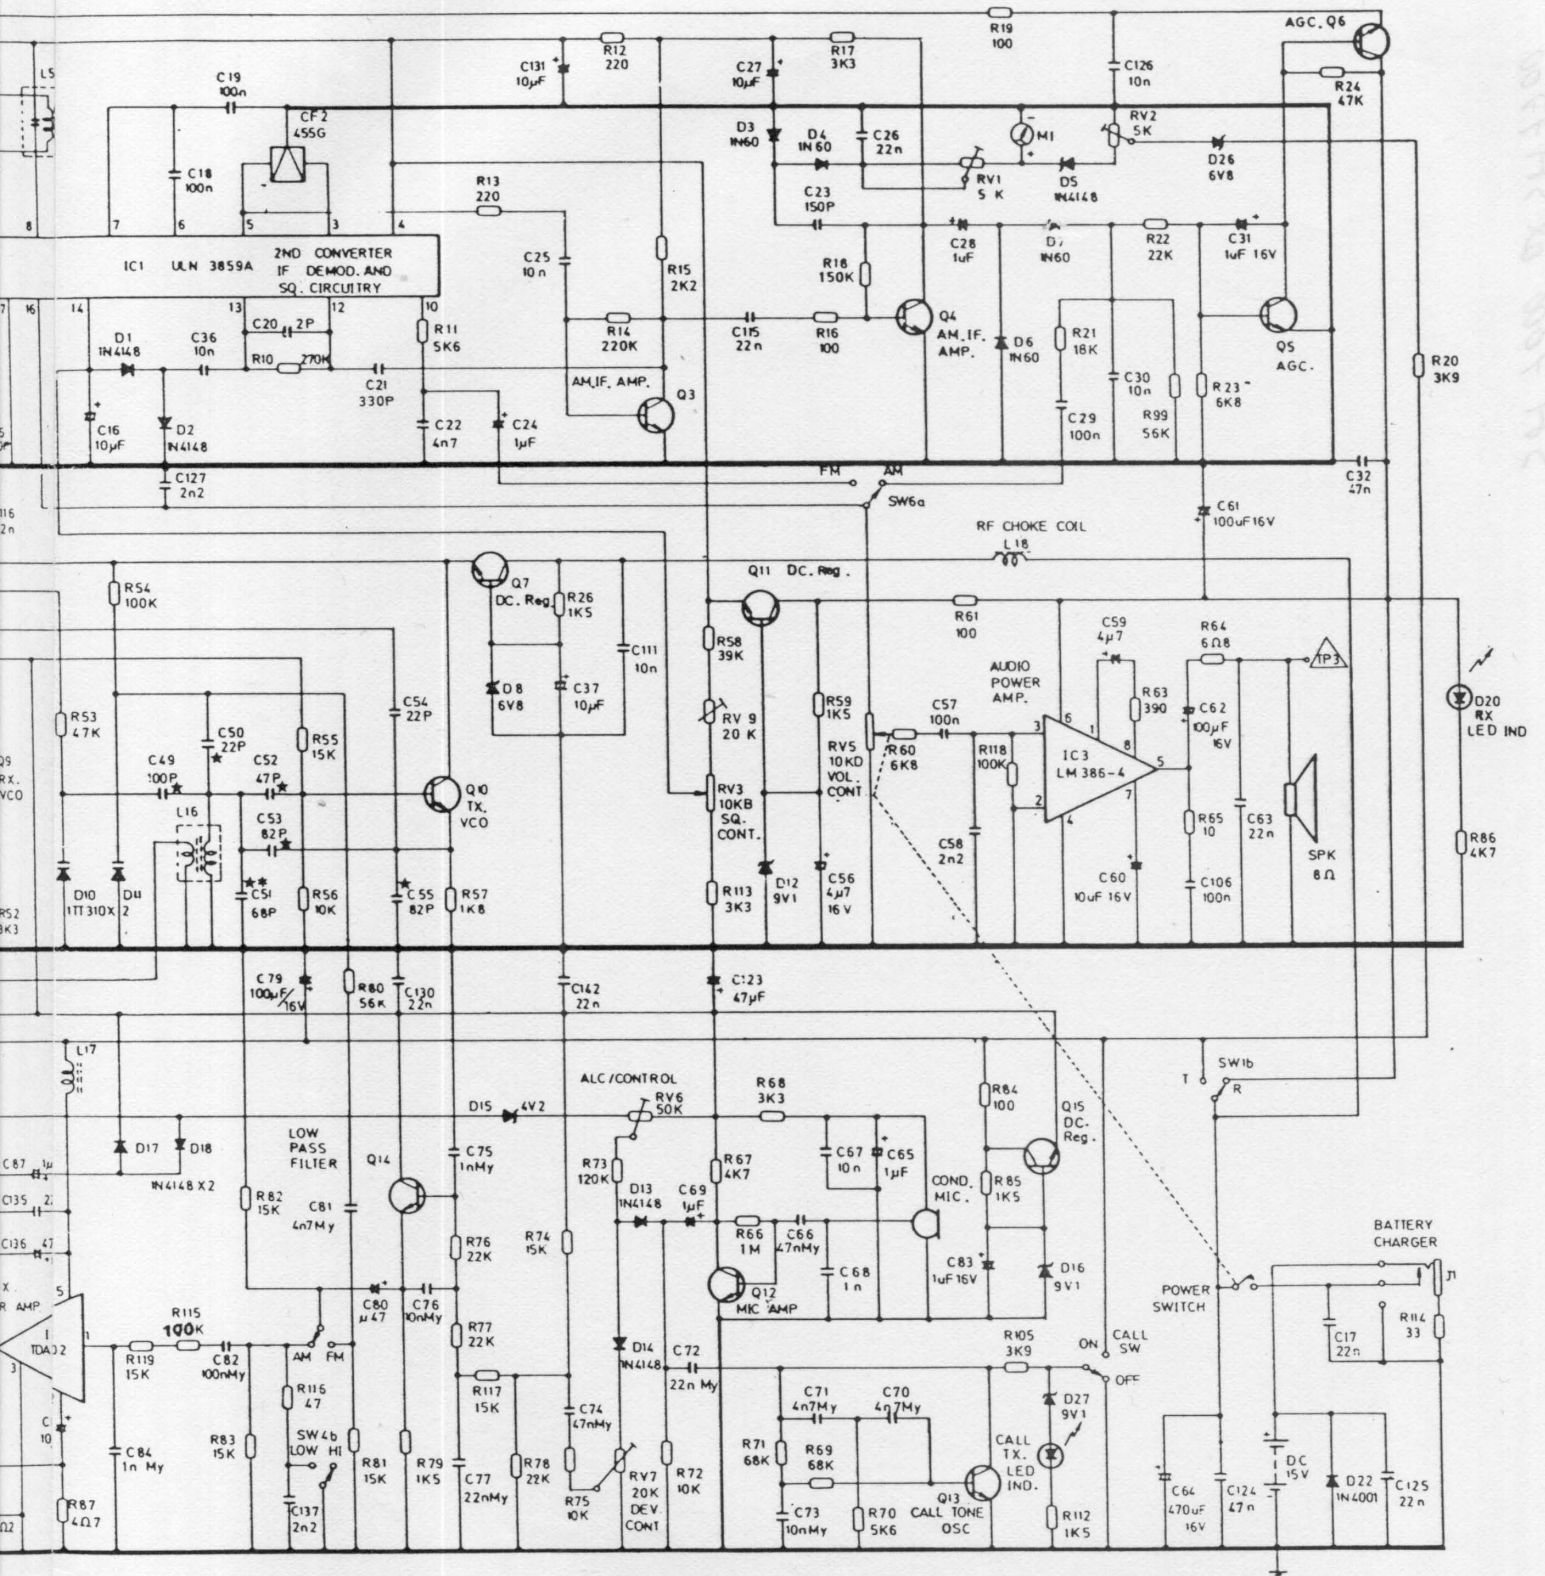 R19
100
AGC. Q6
L5
C19
100n
C131
10µF
R12
220
C27
10µF
R17
3K3
C126
10n
R24
47K
CF2
455G
D3
1N60
D4
1N60
C26
22n
M1
RV2
5K
D26
6V8
C18
100n
R13
220
C23
150P
RV1
5K
D5
1N4148
8
7
6
5
3
4
IC1 ULN 3859A
2ND CONVERTER
IF DEMOD. AND
SQ. CIRCUITRY
C25
10n
R15
2K2
R18
150K
C28
1uF
D7
1N60
R22
22K
C31
1uF 16V
7
16
14
13
12
10
D1
1N4148
C36
10n
C20
2P
R10
270K
R11
5K6
R14
220K
C115
22n
R16
100
Q4
AM. IF.
AMP.
D6
1N60
R21
18K
Q5
AGC.
R20
3K9
C21
330P
AM.IF. AMP.
Q3
C30
10n
R99
56K
R23
6K8
C16
10µF
D2
1N4148
C22
4n7
C24
1µF
C29
100n
C127
2n2
FM
AM
SW6a
C32
47n
116
2n
C61
100uF 16V
RF CHOKE COIL
L18
R54
100K
Q7
DC. Reg.
R26
1K5
Q11 DC. Reg.
R61
100
C111
10n
R58
39K
C59
4µ7
R64
6Ω8
TP3
AUDIO
POWER
AMP.
R53
47K
C50
22P
R55
15K
C54
22P
D8
6V8
C37
10µF
RV9
20K
R59
1K5
RV5
10KD
VOL.
CONT.
R60
6K8
C57
100n
R118
100K
3
6
1
8
5
7
2
4
IC3
LM386-4
R63
390
C62
100µF
16V
D20
RX
LED IND
Q9
RX.
VCO
C49
100P
C52
47P
Q10
TX.
VCO
RV3
10KB
SQ.
CONT.
L16
C53
82P
C58
2n2
R65
10
C63
22n
SPK
8Ω
R86
4K7
D10
1TT310X2
D11
C51
68P
R56
10K
C55
82P
R57
1K8
R113
3K3
D12
9V1
C56
4µ7
16V
C60
10uF 16V
C106
100n
R52
3K3
C79
100µF
/16V
R80
56K
C130
22n
C142
22n
C123
47µF
L17
ALC/CONTROL
RV6
50K
D15
4V2
R68
3K3
R84
100
Q15
DC.
Reg.
T
R
SW1b
D17
D18
1N4148 X2
LOW
PASS
FILTER
Q14
C75
1nMy
R73
120K
R67
4K7
C67
10n
C65
1µF
COND.
MIC.
R85
1K5
C87
1µ
C135
C136
47
R82
15K
C81
4n7My
R76
22K
R74
15K
D13
1N4148
C69
1µF
R66
1M
C66
47nMy
C68
1n
C83
1uF 16V
D16
9V1
BATTERY
CHARGER
J1
POWER
SWITCH
R AMP.
5
R115
100K
C80
µ47
C76
10nMy
Q12
MIC AMP
TDA
1
3
R119
15K
C82
100nMy
AM
FM
R77
22K
D14
1N4148
C72
22n My
R105
3K9
ON
CALL
SW
OFF
C17
22n
R114
33
R116
47
R117
15K
C74
47nMy
C71
4n7My
C70
4n7My
D27
9V1
10
C84
1n My
R83
15K
SW4b
LOW HI
R81
15K
R79
1K5
C77
22nMy
R78
22K
R75
10K
RV7
20K
DEV.
CONT
R72
10K
R71
68K
R69
68K
CALL
TX.
LED
IND.
Q13
CALL TONE
OSC
DC
15V
R87
4Ω7
C137
2n2
C73
10nMy
R70
5K6
R112
1K5
C64
470uF
16V
C124
47n
D22
1N4001
C125
22n